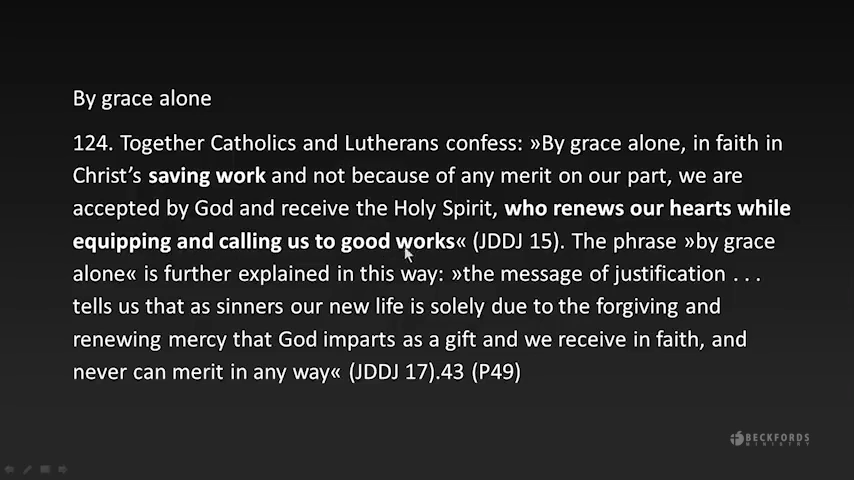 By grace alone
124. Together Catholics and Lutherans confess: »By grace alone, in faith in
Christ’s saving work and not because of any merit on our part, we are
accepted by God and receive the Holy Spirit, who renews our hearts while
equipping and calling us to good works« (JDDJ 15). The phrase »by grace
alone« is further explained in this way: »the message of justification . . .
tells us that as sinners our new life is solely due to the forgiving and
renewing mercy that God imparts as a gift and we receive in faith, and
never can merit in any way« (JDDJ 17).43 (P49)
BECKFORDS
MINISTRY